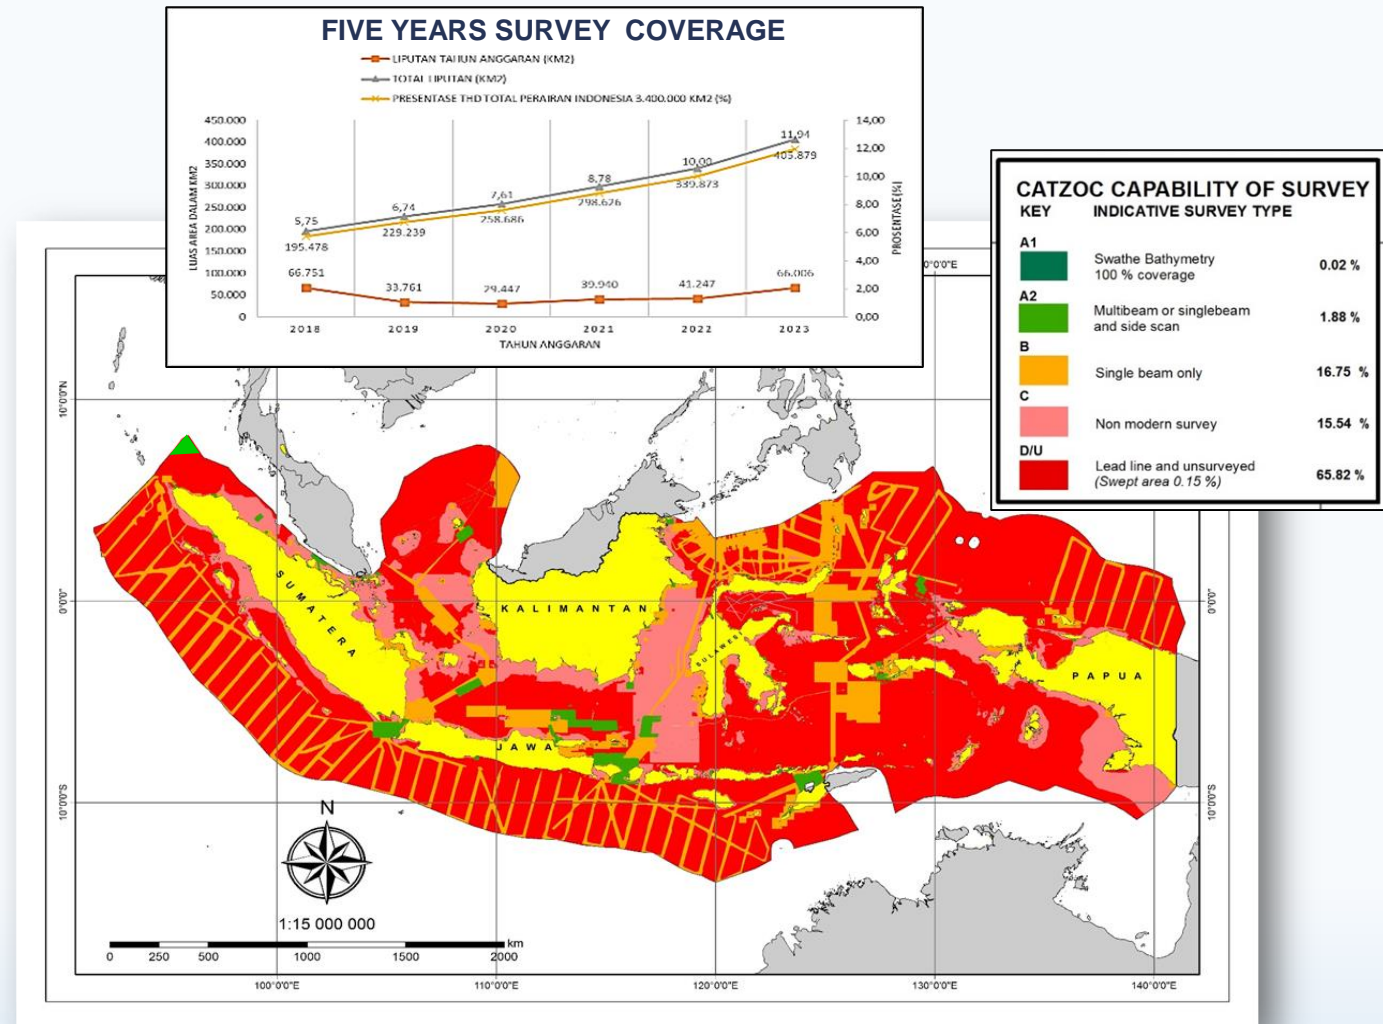 FIVE YEARS SURVEY COVERAGE
LIPUTAN TAHUN ANGGARAN (KM2)
TOTAL LIPUTAN (KM2)
PRESENTASE THD TOTAL PERAIRAN INDONESIA 3.400.000 KM2 (%)
LUAS AREA DALAM KM2
450.000
400.000
350.000
300.000
250.000
200.000
150.000
100.000
50.000
0
14,00
12,00
10,00
8,00
6,00
4,00
2,00
0,00
PROSENTASE(%)
5,75
6,74
7,61
8,78
10,00
11,94
195.478
229.239
258.686
298.626
339.873
405.879
66.751
33.761
29.447
39.940
41.247
66.006
2018
2019
2020
2021
2022
2023
TAHUN ANGGARAN
CATZOC CAPABILITY OF SURVEY
KEY INDICATIVE SURVEY TYPE
A1
Swathe Bathymetry
100 % coverage
0.02 %
A2
Multibeam or singlebeam
and side scan
1.88 %
B
Single beam only
16.75 %
C
Non modern survey
15.54 %
D/U
Lead line and unsurveyed
(Swept area 0.15 %)
65.82 %
0°0'0"E
10°0'0"N
0°0'0"
10°0'0"S
0°0'0"
10°0'0"S
SUMATERA
KALIMANTAN
SULAWESI
PAPUA
JAWA
N
1:15 000 000
km
0 250 500 1000 1500 2000
100°0'0"E
110°0'0"E
120°0'0"E
130°0'0"E
140°0'0"E